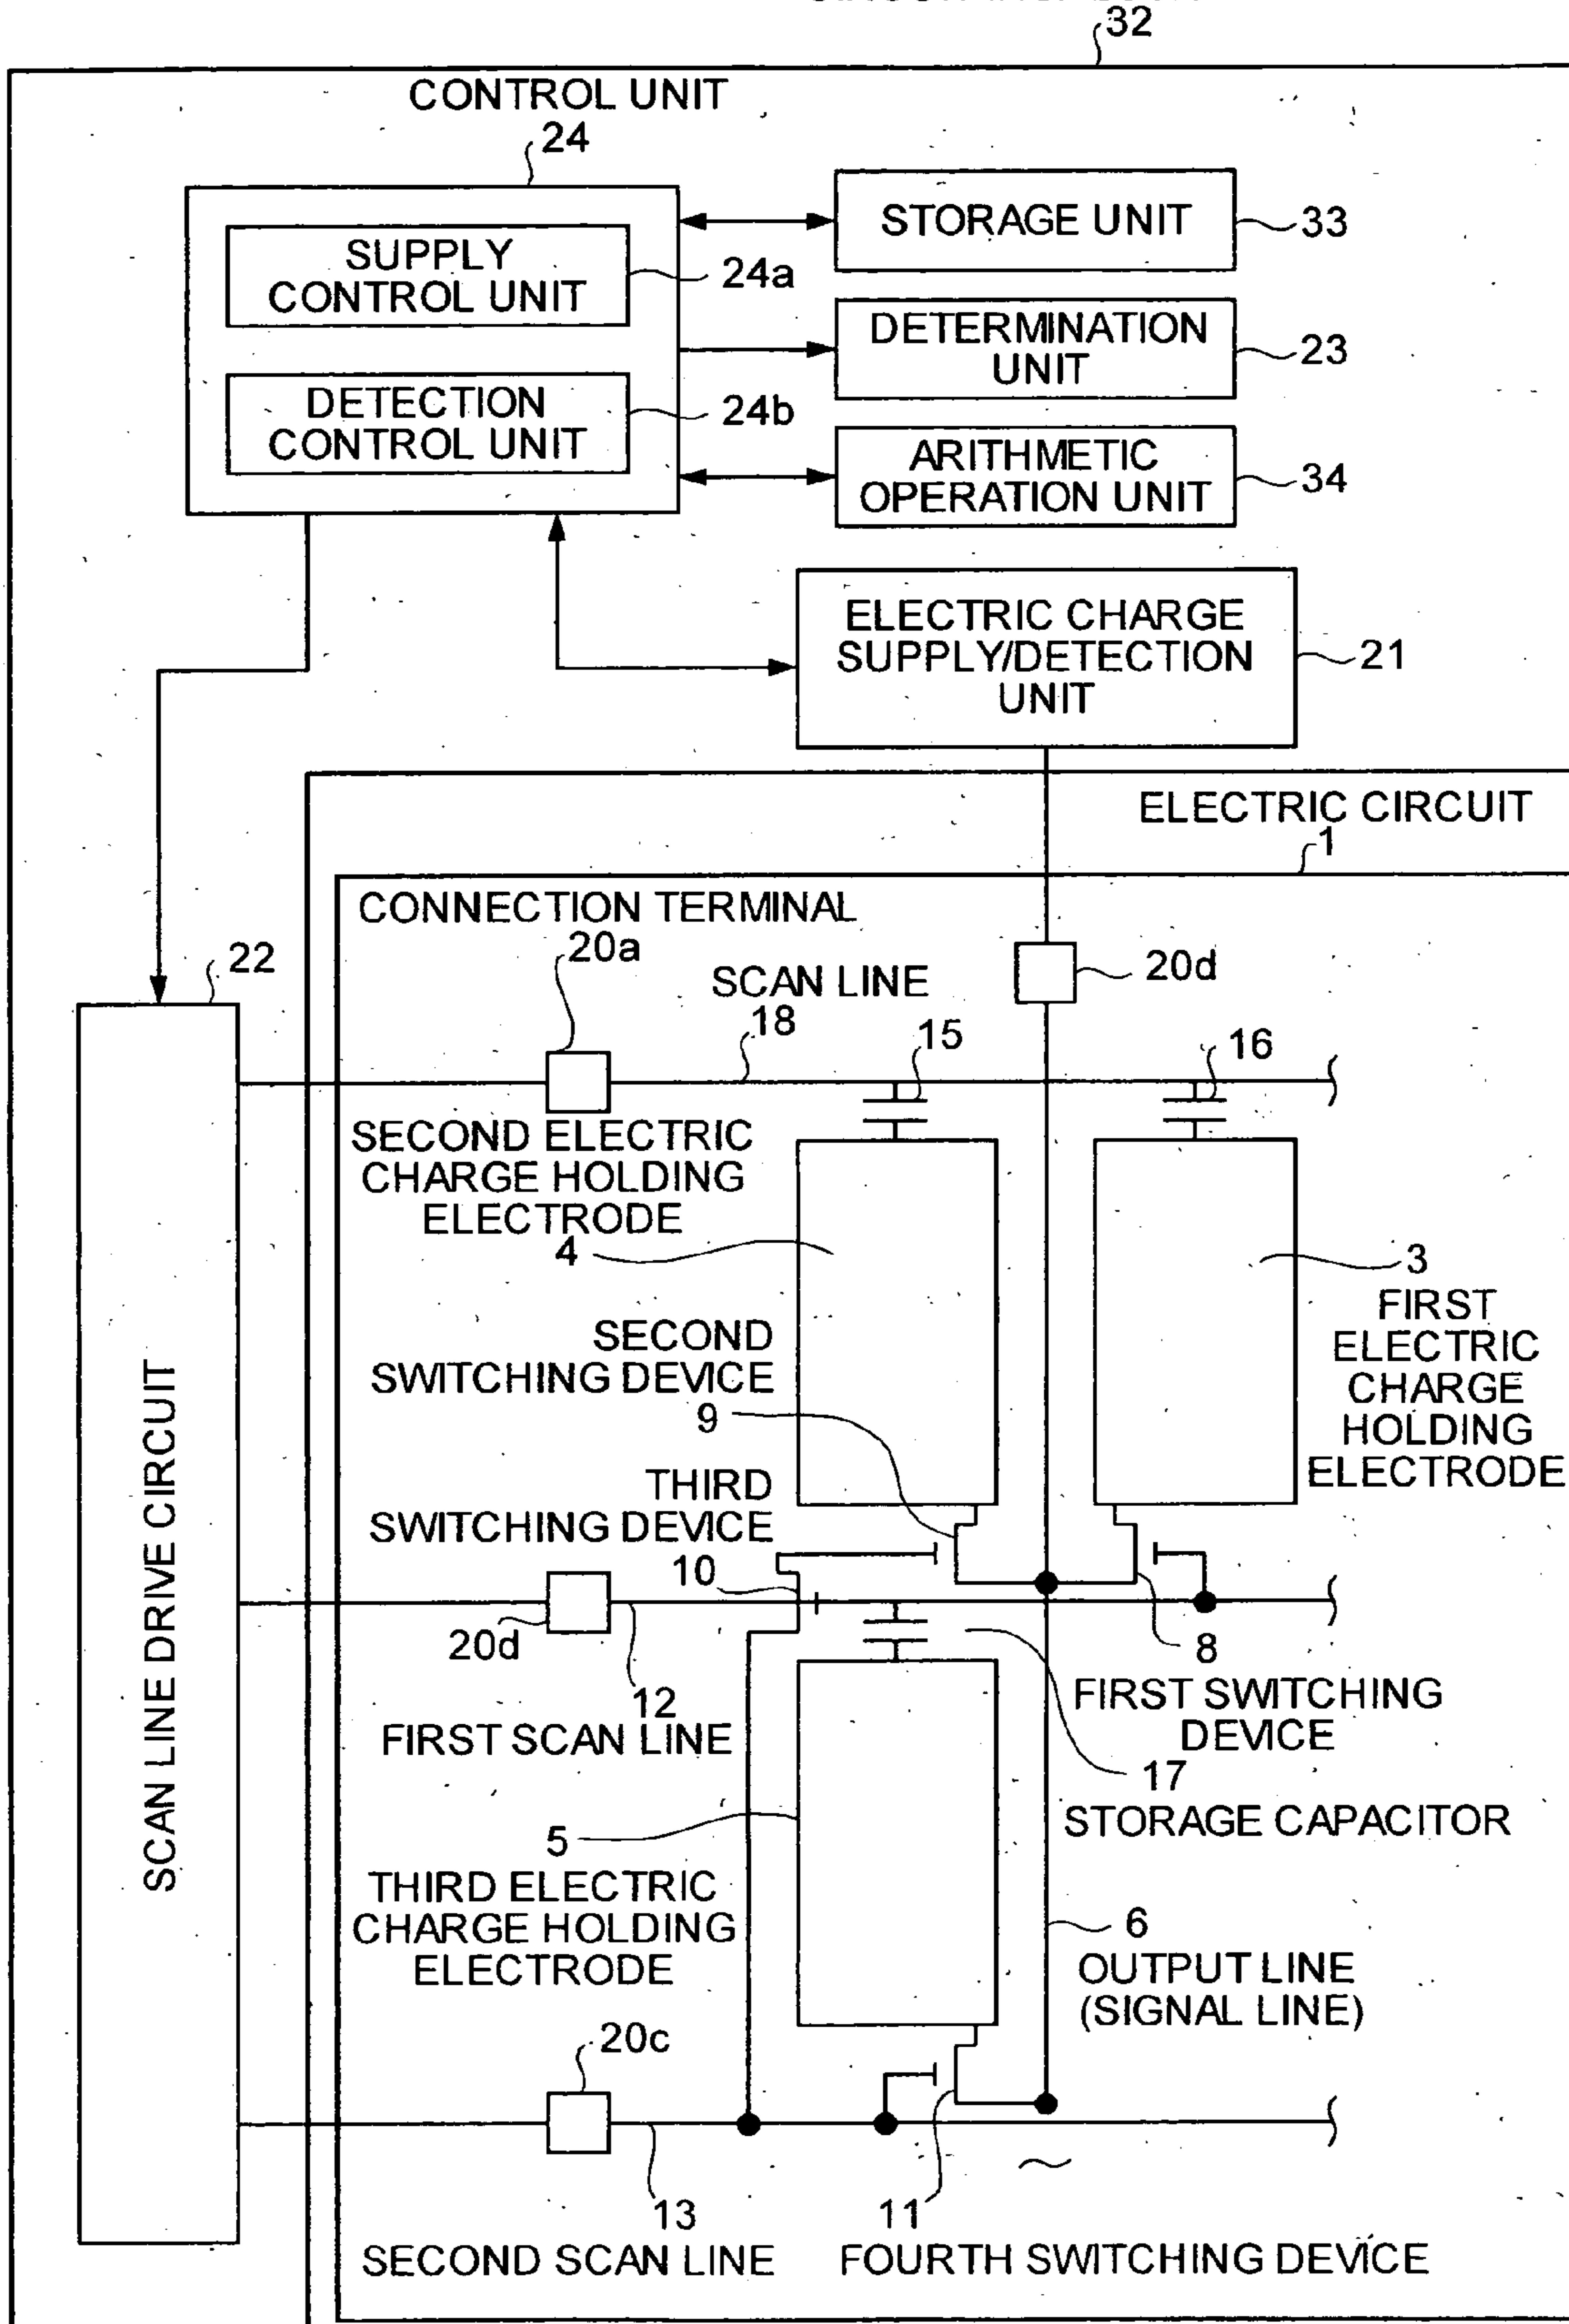 32
CONTROL UNIT
24
SUPPLY
CONTROL UNIT
24a
DETECTION
CONTROL UNIT
24b
STORAGE UNIT
33
DETERMINATION
UNIT
23
ARITHMETIC
OPERATION UNIT
34
ELECTRIC CHARGE
SUPPLY/DETECTION
UNIT
21
ELECTRIC CIRCUIT
1
CONNECTION TERMINAL
20a
20d
22
SCAN LINE
18
15
16
SECOND ELECTRIC
CHARGE HOLDING
ELECTRODE
4
3
FIRST
ELECTRIC
CHARGE
HOLDING
ELECTRODE
SECOND
SWITCHING DEVICE
9
THIRD
SWITCHING DEVICE
10
SCAN LINE DRIVE CIRCUIT
20d
12
FIRST SCAN LINE
8
FIRST SWITCHING
DEVICE
17
STORAGE CAPACITOR
5
THIRD ELECTRIC
CHARGE HOLDING
ELECTRODE
6
OUTPUT LINE
(SIGNAL LINE)
20c
13
SECOND SCAN LINE
11
FOURTH SWITCHING DEVICE